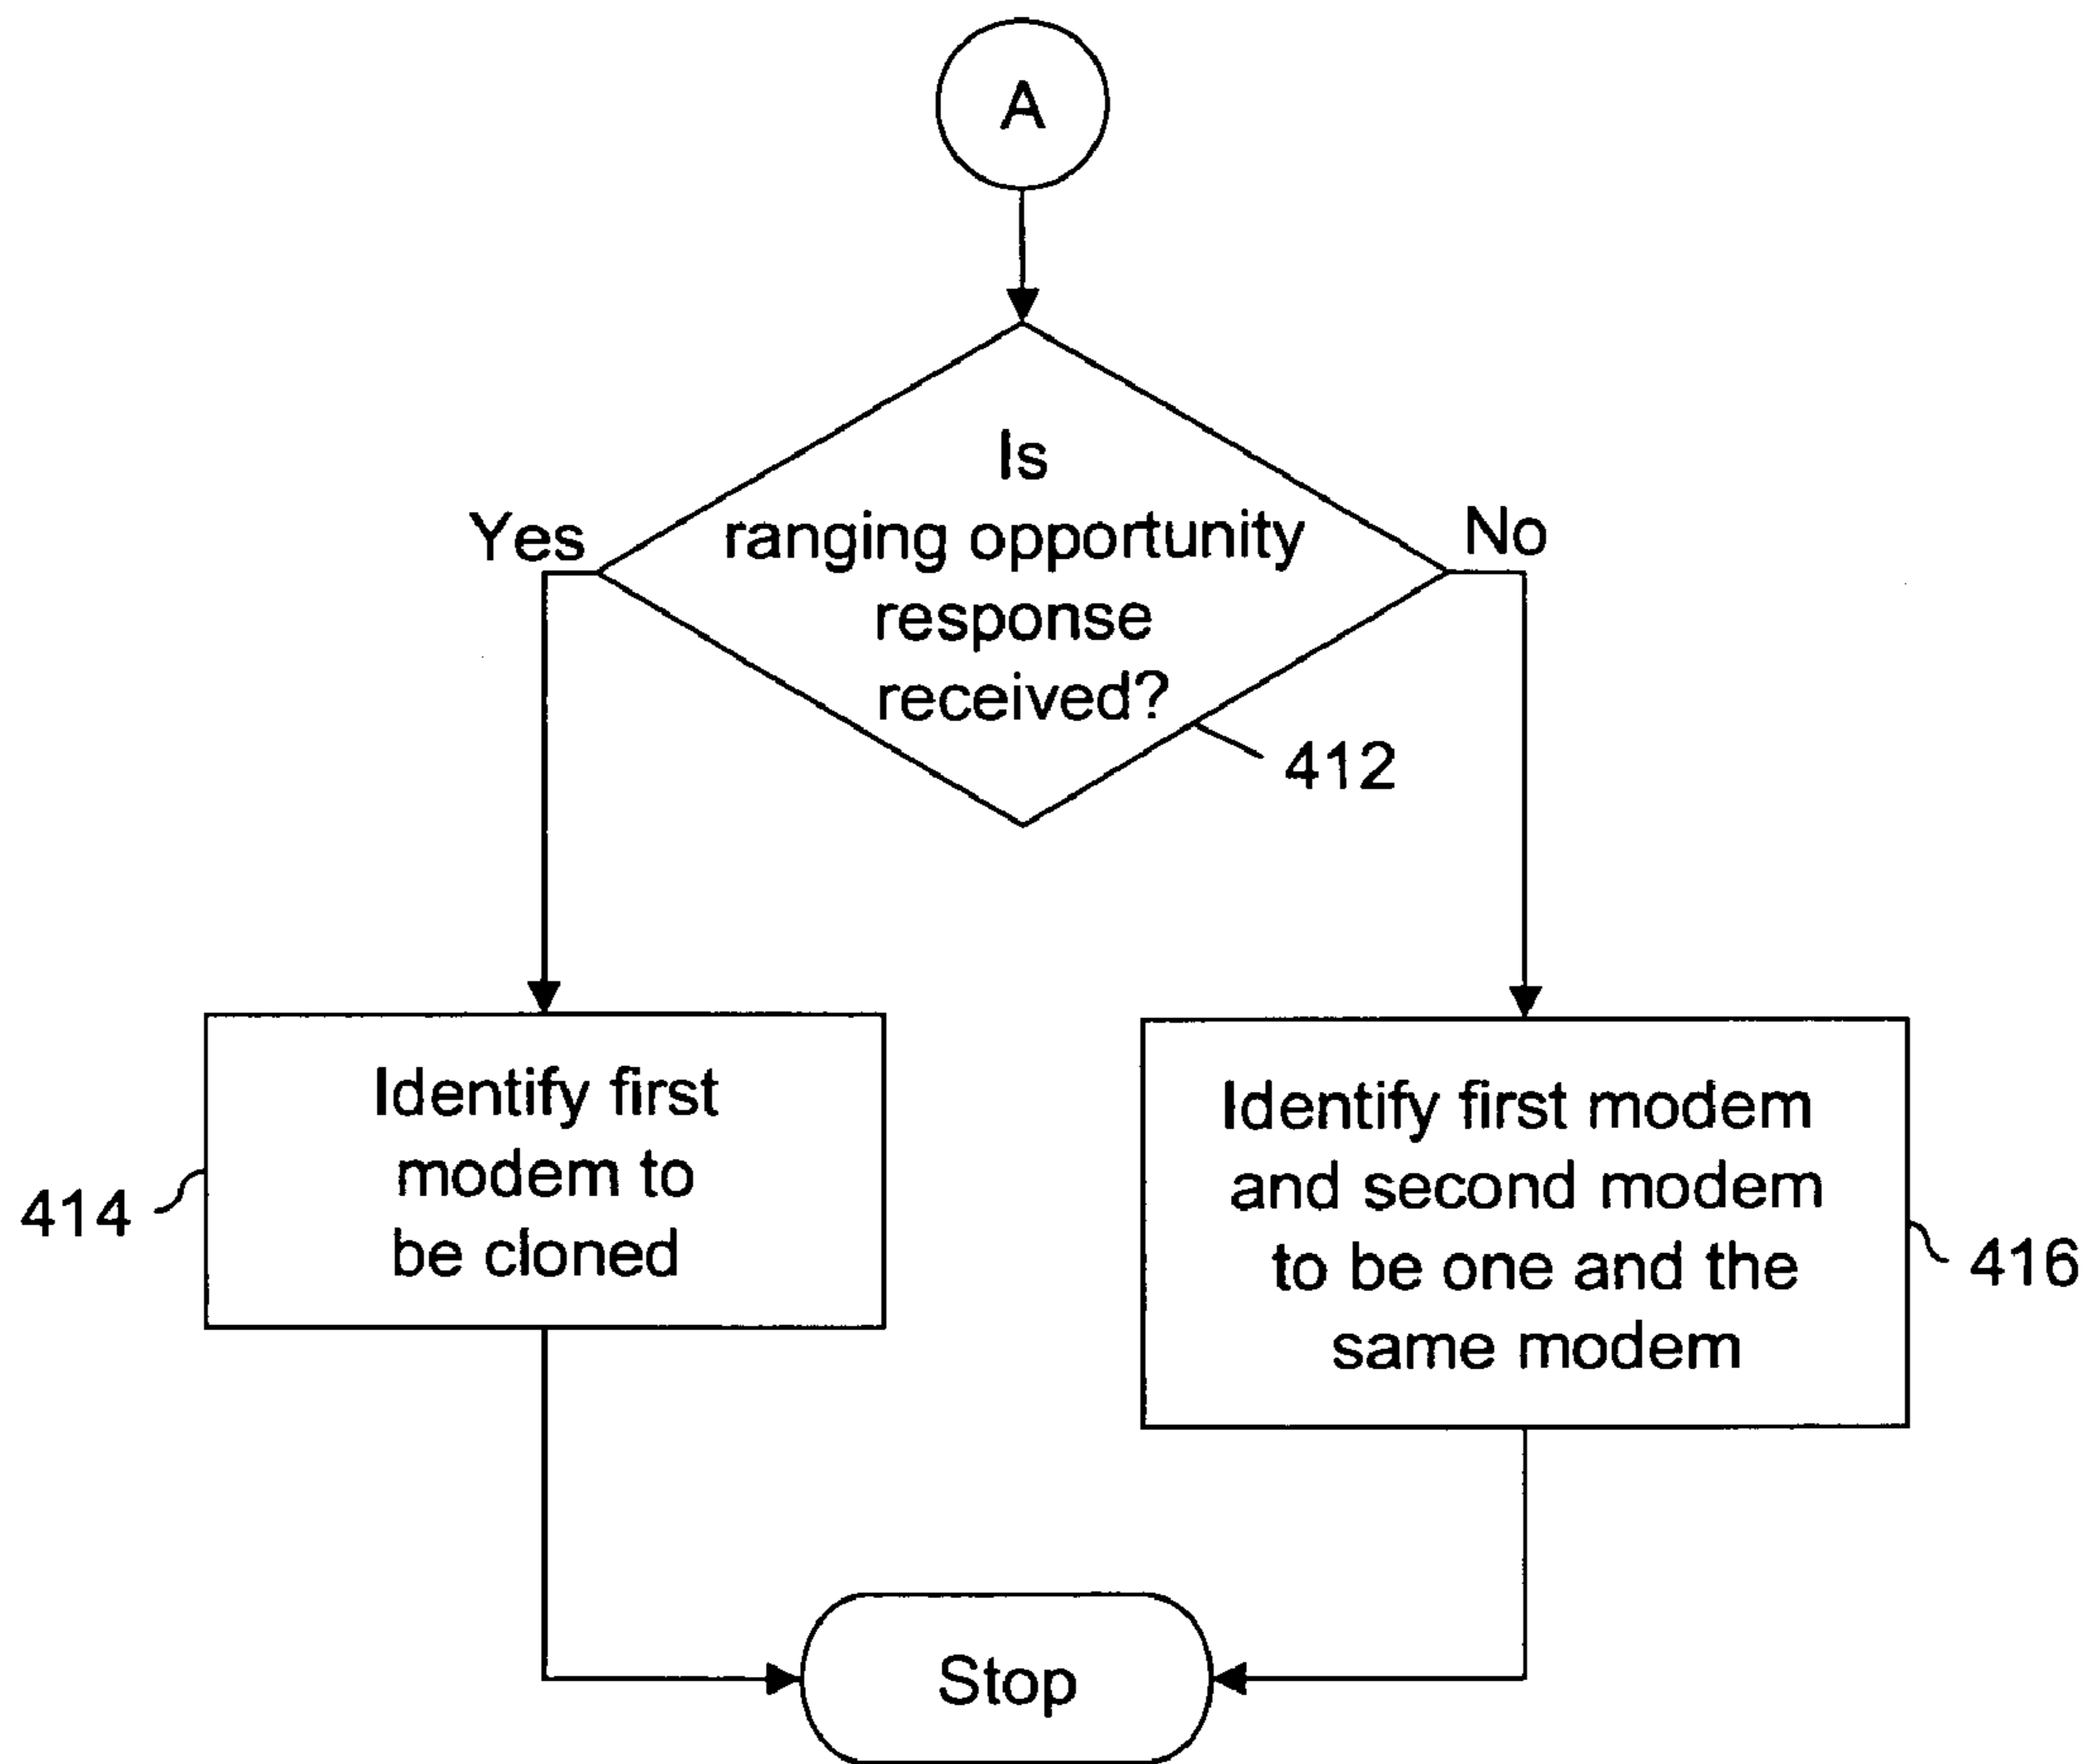 A
Is
ranging opportunity
response
received?
Yes
No
412
Identify first
modem to
be cloned
414
Identify first modem
and second modem
to be one and the
same modem
416
Stop